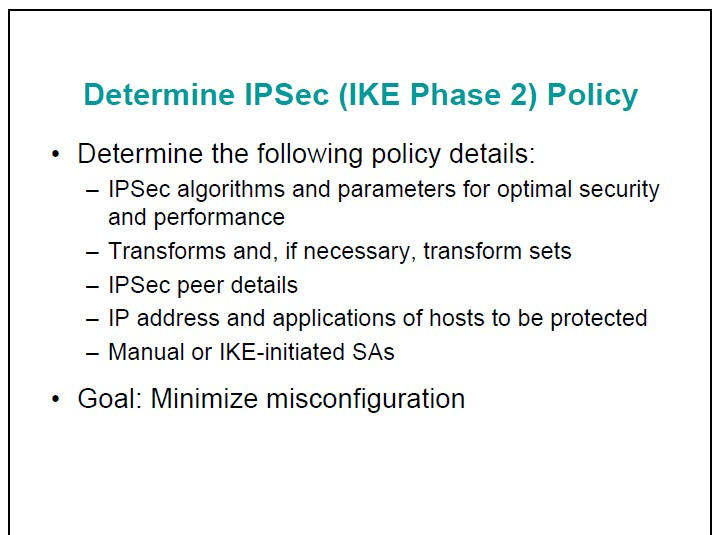 Determine IPSec (IKE Phase 2) Policy
• Determine the following policy details:
– IPSec algorithms and parameters for optimal security
and performance
– Transforms and, if necessary, transform sets
– IPSec peer details
– IP address and applications of hosts to be protected
– Manual or IKE-initiated SAs
• Goal: Minimize misconfiguration